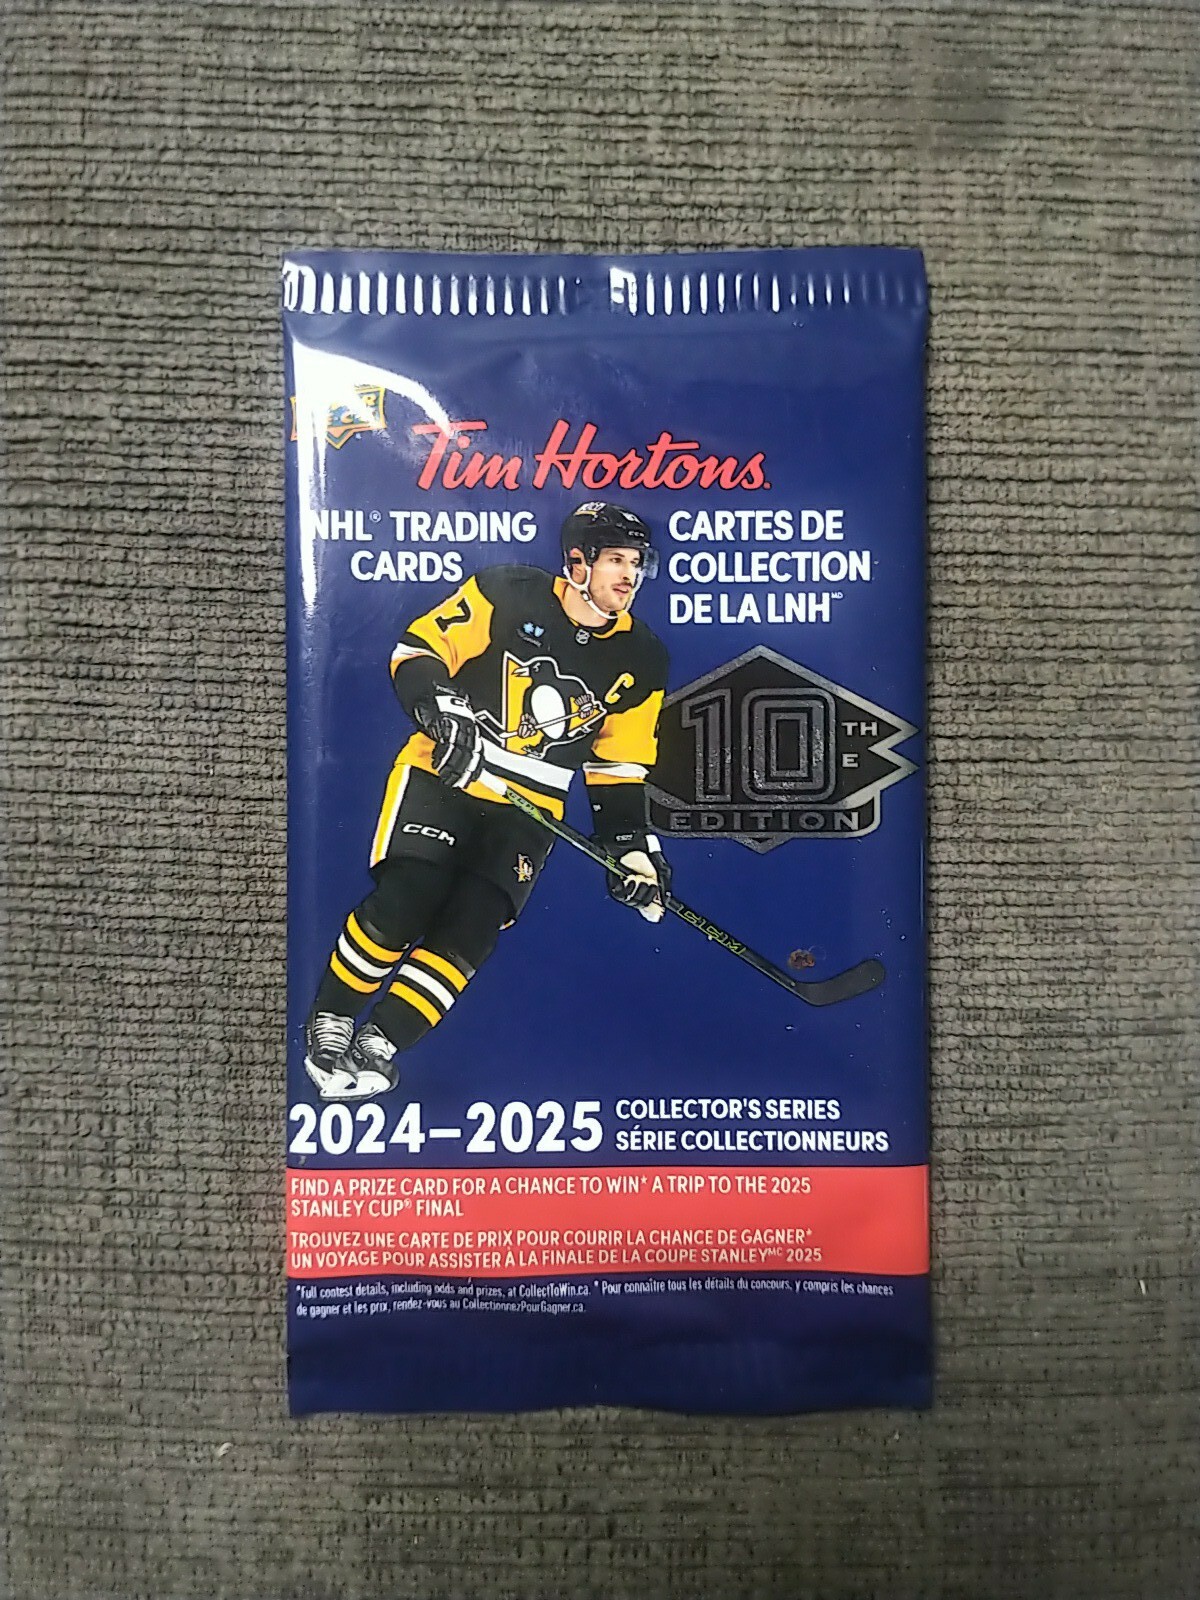 Tim Hortons
NHL® TRADING
CARDS
CARTES DE
COLLECTION
DE LA LNH MD
7
C
CCM
10 TH
E
EDITION
CCM
2024–2025
COLLECTOR'S SERIES
SÉRIE COLLECTIONNEURS
FIND A PRIZE CARD FOR A CHANCE TO WIN* A TRIP TO THE 2025
STANLEY CUP® FINAL
TROUVEZ UNE CARTE DE PRIX POUR COURIR LA CHANCE DE GAGNER*
UN VOYAGE POUR ASSISTER À LA FINALE DE LA COUPE STANLEY MC 2025
*Full contest details, including odds and prizes, at CollectToWin.ca. * Pour connaître tous les détails du concours, y compris les chances
de gagner et les prix, rendez-vous au CollectionnezPourGagner.ca.